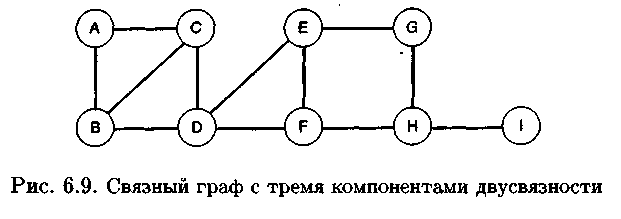 A C E G
B D F H I
Рис. 6.9. Связный граф с тремя компонентами двусвязности